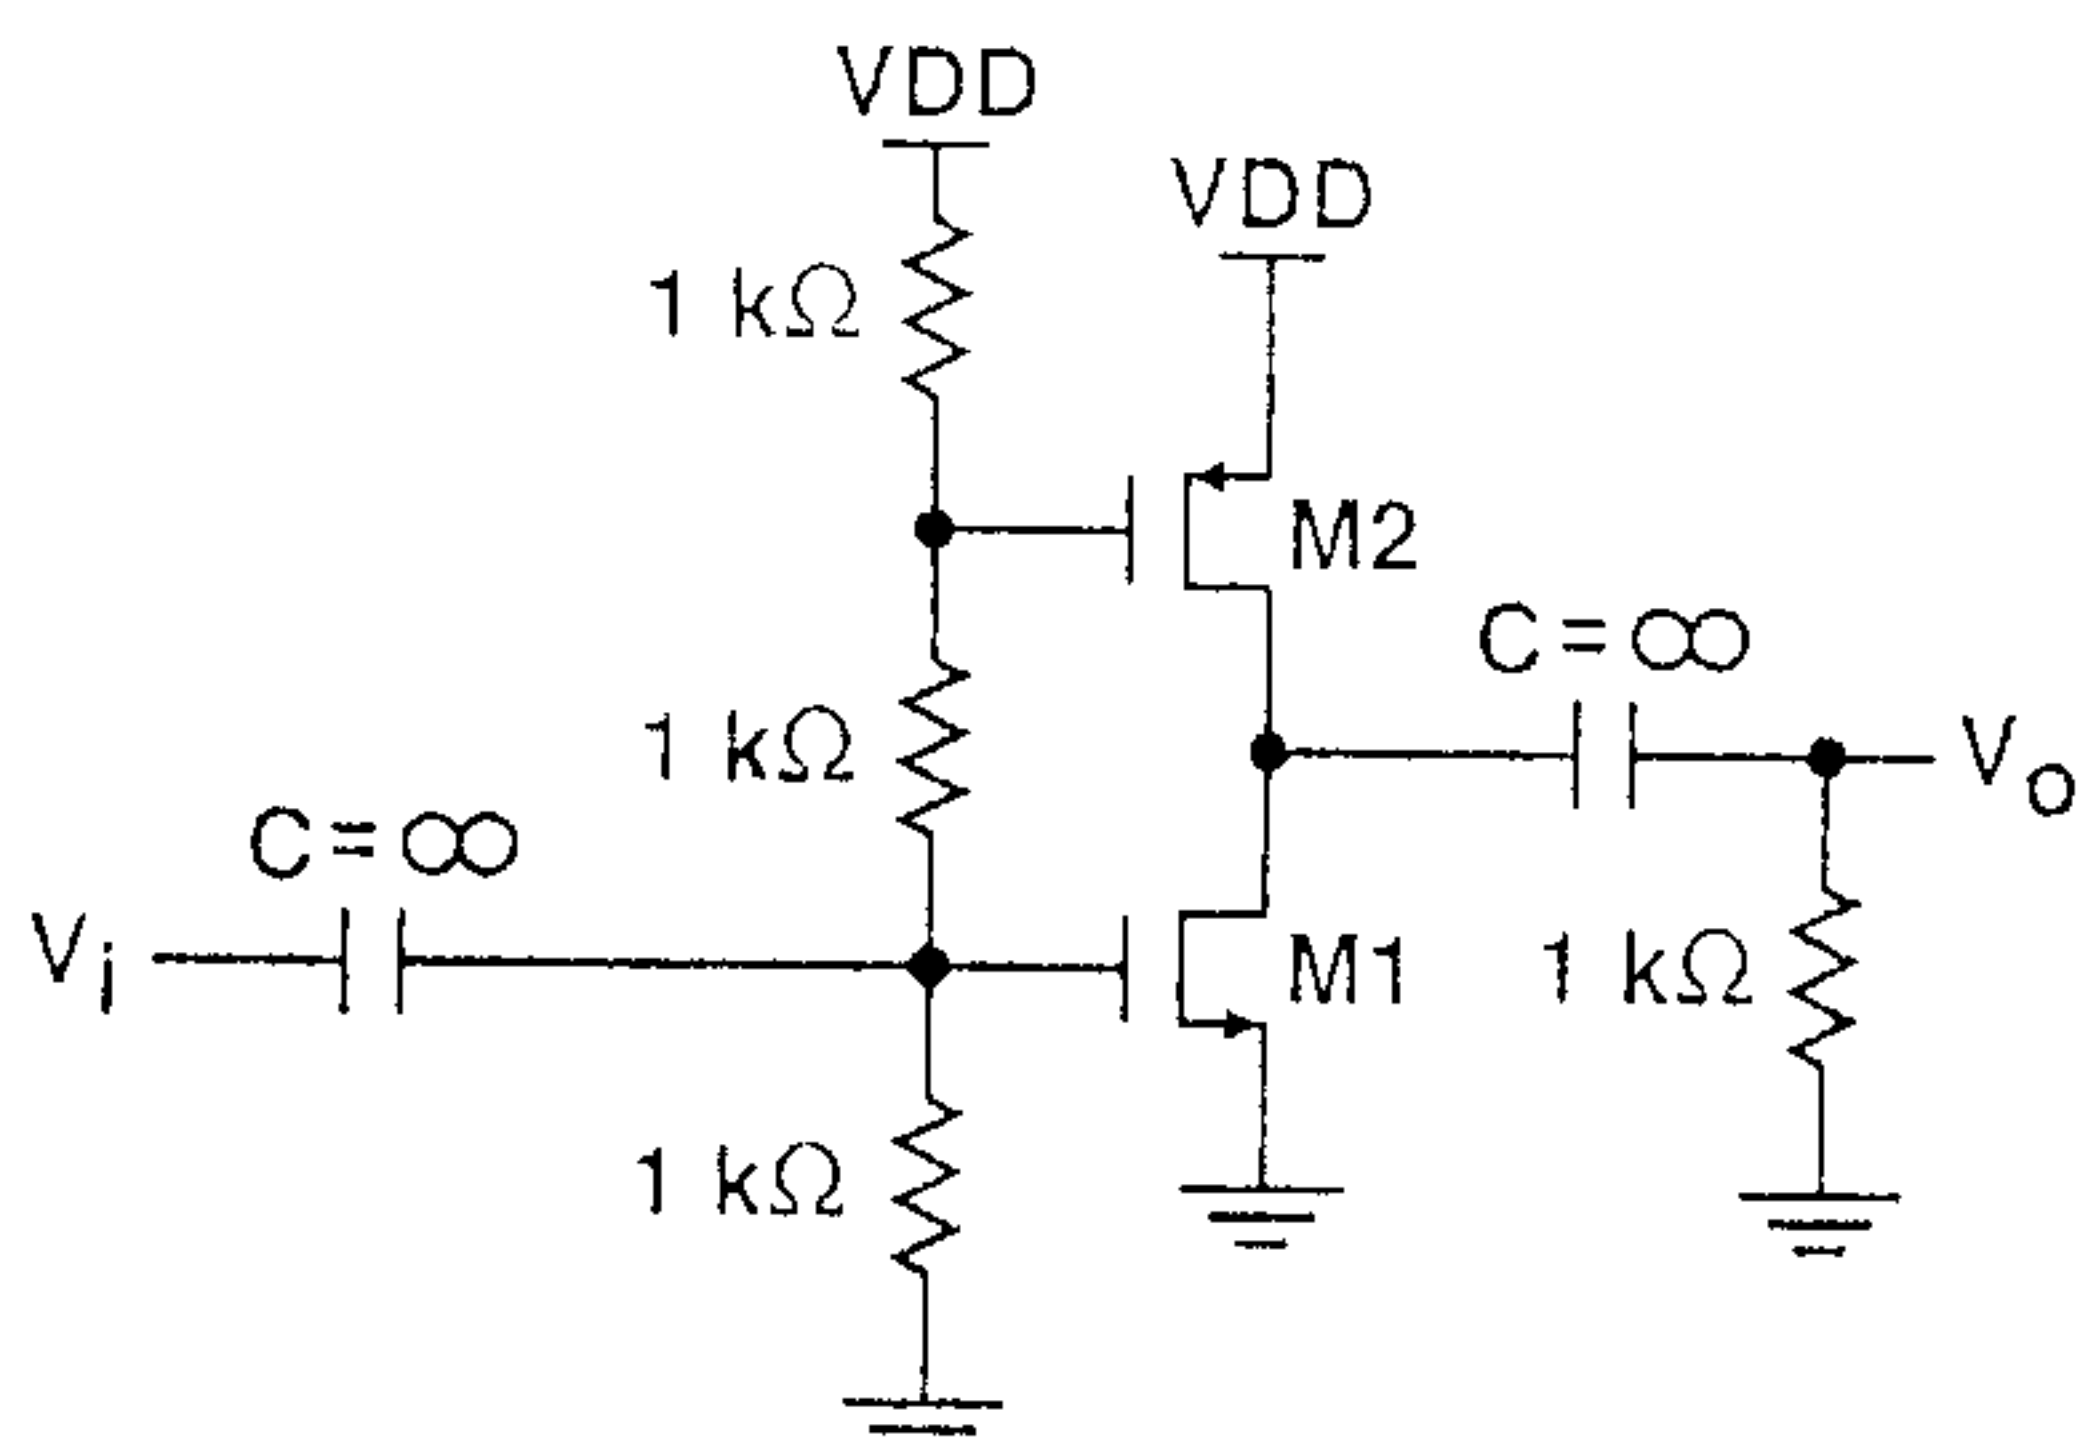 VDD
VDD
1 kΩ
M2
C = ∞
1 kΩ
Vo
C = ∞
Vi
M1
1 kΩ
1 kΩ